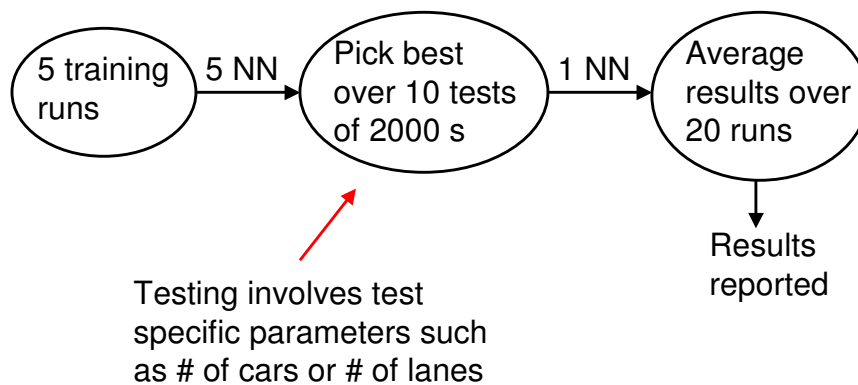 5 training
runs
5 NN
Pick best
over 10 tests
of 2000 s
1 NN
Average
results over
20 runs
Results
reported
Testing involves test
specific parameters such
as # of cars or # of lanes